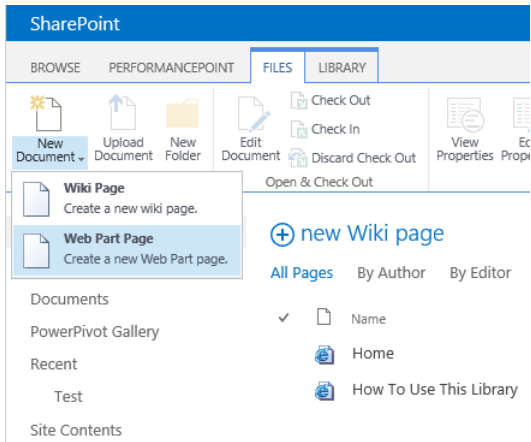 SharePoint
BROWSE PERFORMANCEPOINT FILES LIBRARY
New Document
Upload Document
New Folder
Edit Document
Check Out
Check In
Discard Check Out
View Properties
Open & Check Out
Wiki Page
Create a new wiki page.
Web Part Page
Create a new Web Part page.
Documents
PowerPivot Gallery
Recent
Test
Site Contents
new Wiki page
All Pages By Author By Editor
Name
Home
How To Use This Library